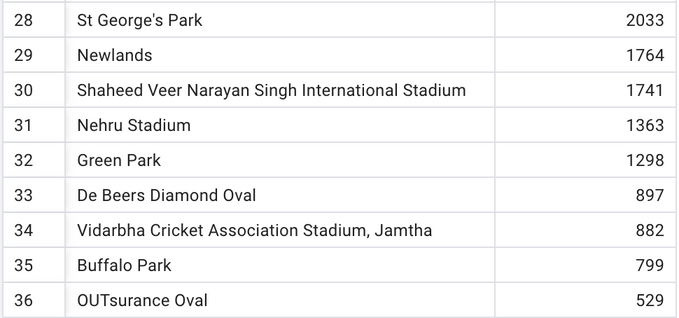 28 St George's Park 2033
29 Newlands 1764
30 Shaheed Veer Narayan Singh International Stadium 1741
31 Nehru Stadium 1363
32 Green Park 1298
33 De Beers Diamond Oval 897
34 Vidarbha Cricket Association Stadium, Jamtha 882
35 Buffalo Park 799
36 OUTsurance Oval 529